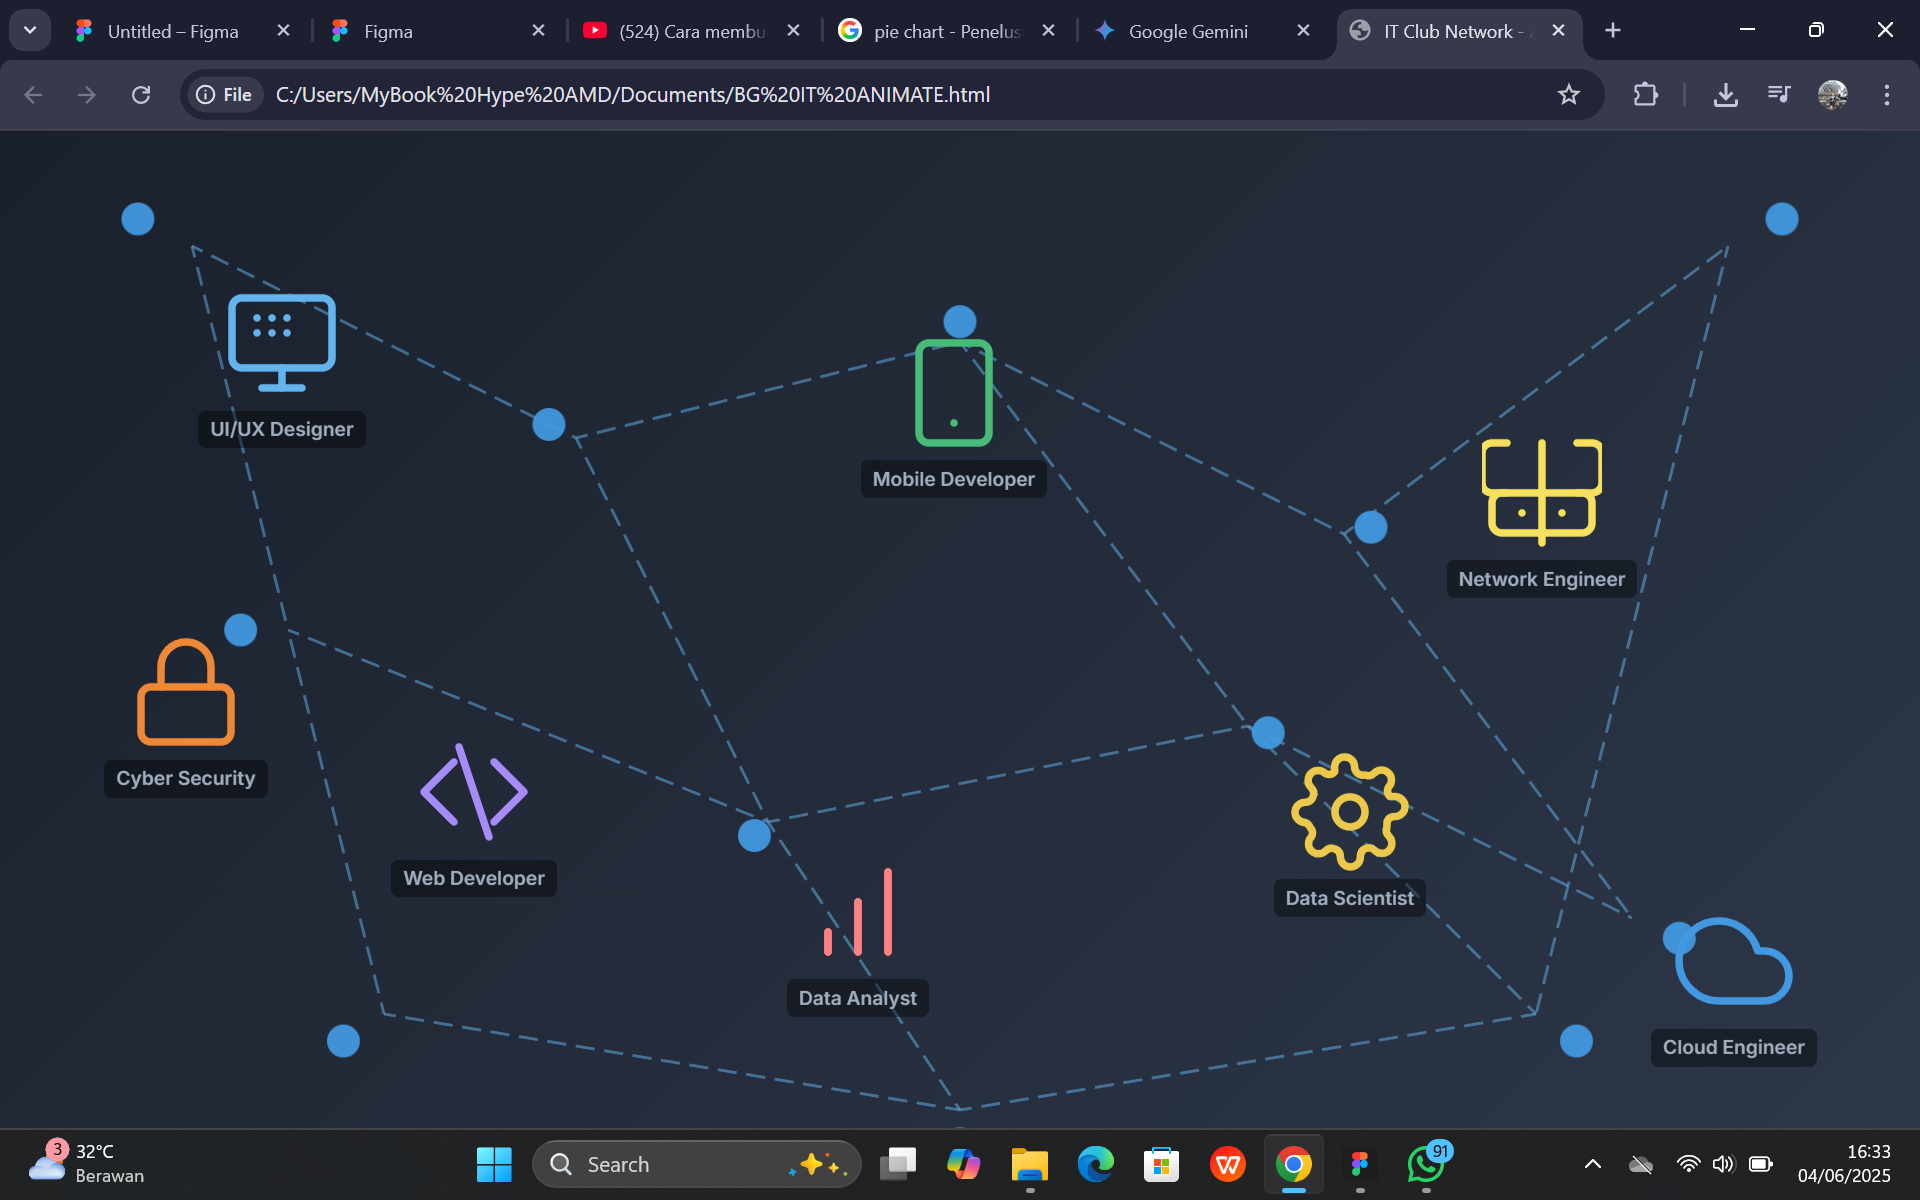 Untitled – Figma
Figma
(524) Cara membu
pie chart - Penelus
Google Gemini
IT Club Network -
File
C:/Users/MyBook%20Hype%20AMD/Documents/BG%20IT%20ANIMATE.html
UI/UX Designer
Mobile Developer
Network Engineer
Cyber Security
Web Developer
Data Scientist
Data Analyst
Cloud Engineer
3
32°C
Berawan
Search
91
16:33
04/06/2025